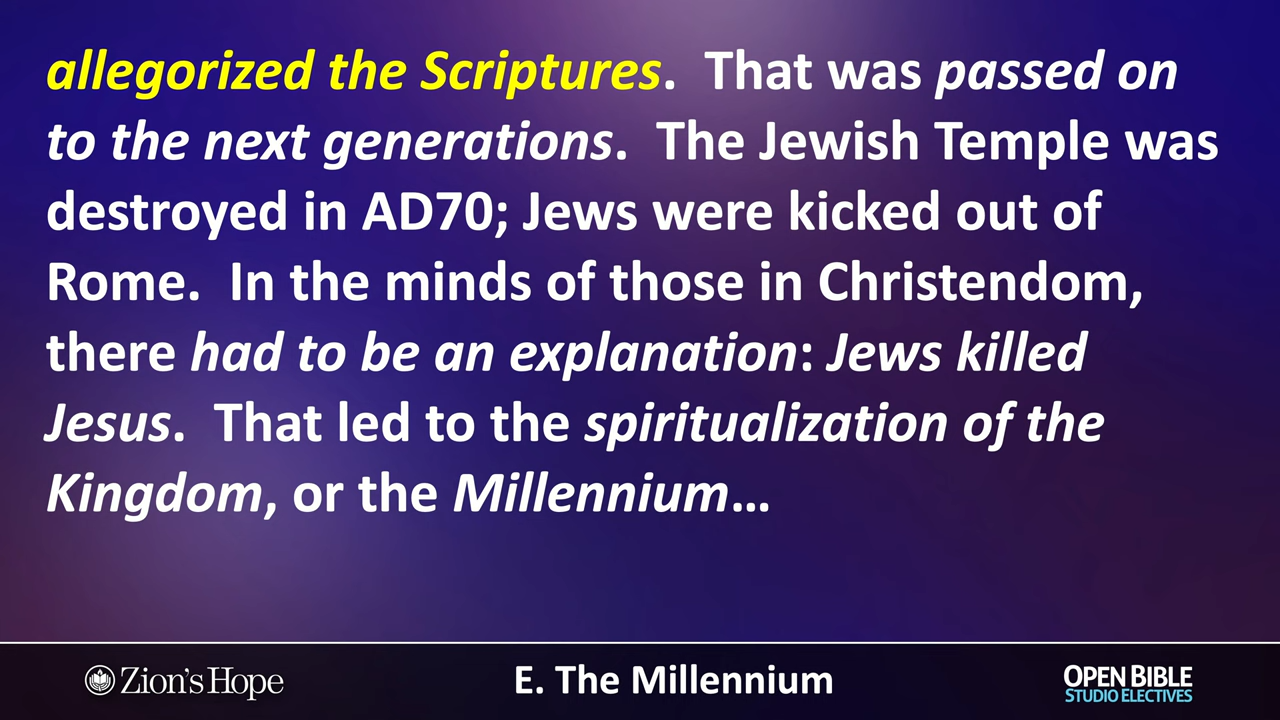 allegorized the Scriptures.  That was passed on
to the next generations.  The Jewish Temple was
destroyed in AD70; Jews were kicked out of
Rome.  In the minds of those in Christendom,
there had to be an explanation: Jews killed
Jesus.  That led to the spiritualization of the
Kingdom, or the Millennium…
Zion's Hope
E. The Millennium
OPEN BIBLE
STUDIO ELECTIVES